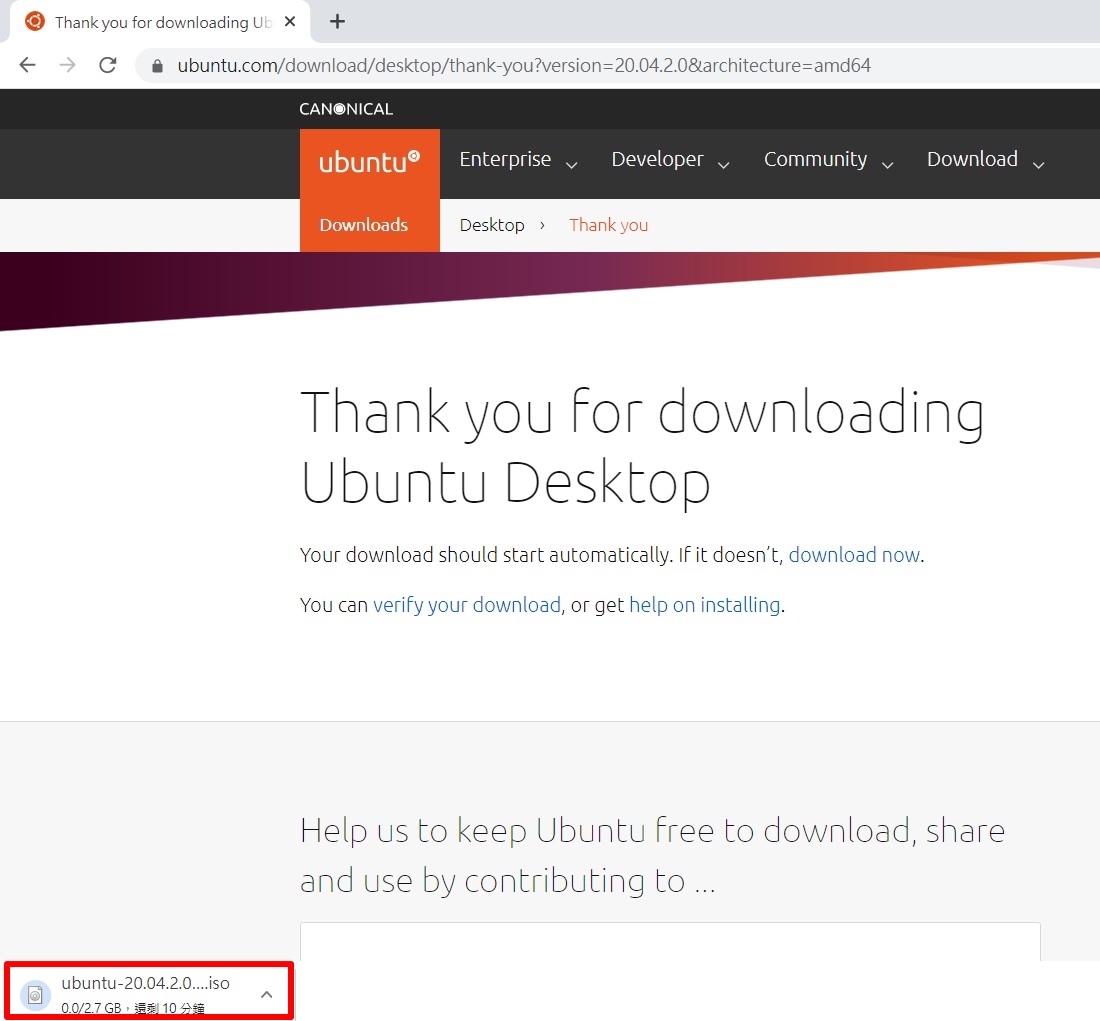 Thank you for downloading Ub
ubuntu.com/download/desktop/thank-you?version=20.04.2.0&architecture=amd64
CANONICAL
ubuntu
Enterprise
Developer
Community
Download
Downloads
Desktop › Thank you
Thank you for downloading
Ubuntu Desktop
Your download should start automatically. If it doesn’t, download now.
You can verify your download, or get help on installing.
Help us to keep Ubuntu free to download, share
and use by contributing to ...
ubuntu-20.04.2.0....iso
0.0/2.7 GB，還剩 10 分鐘